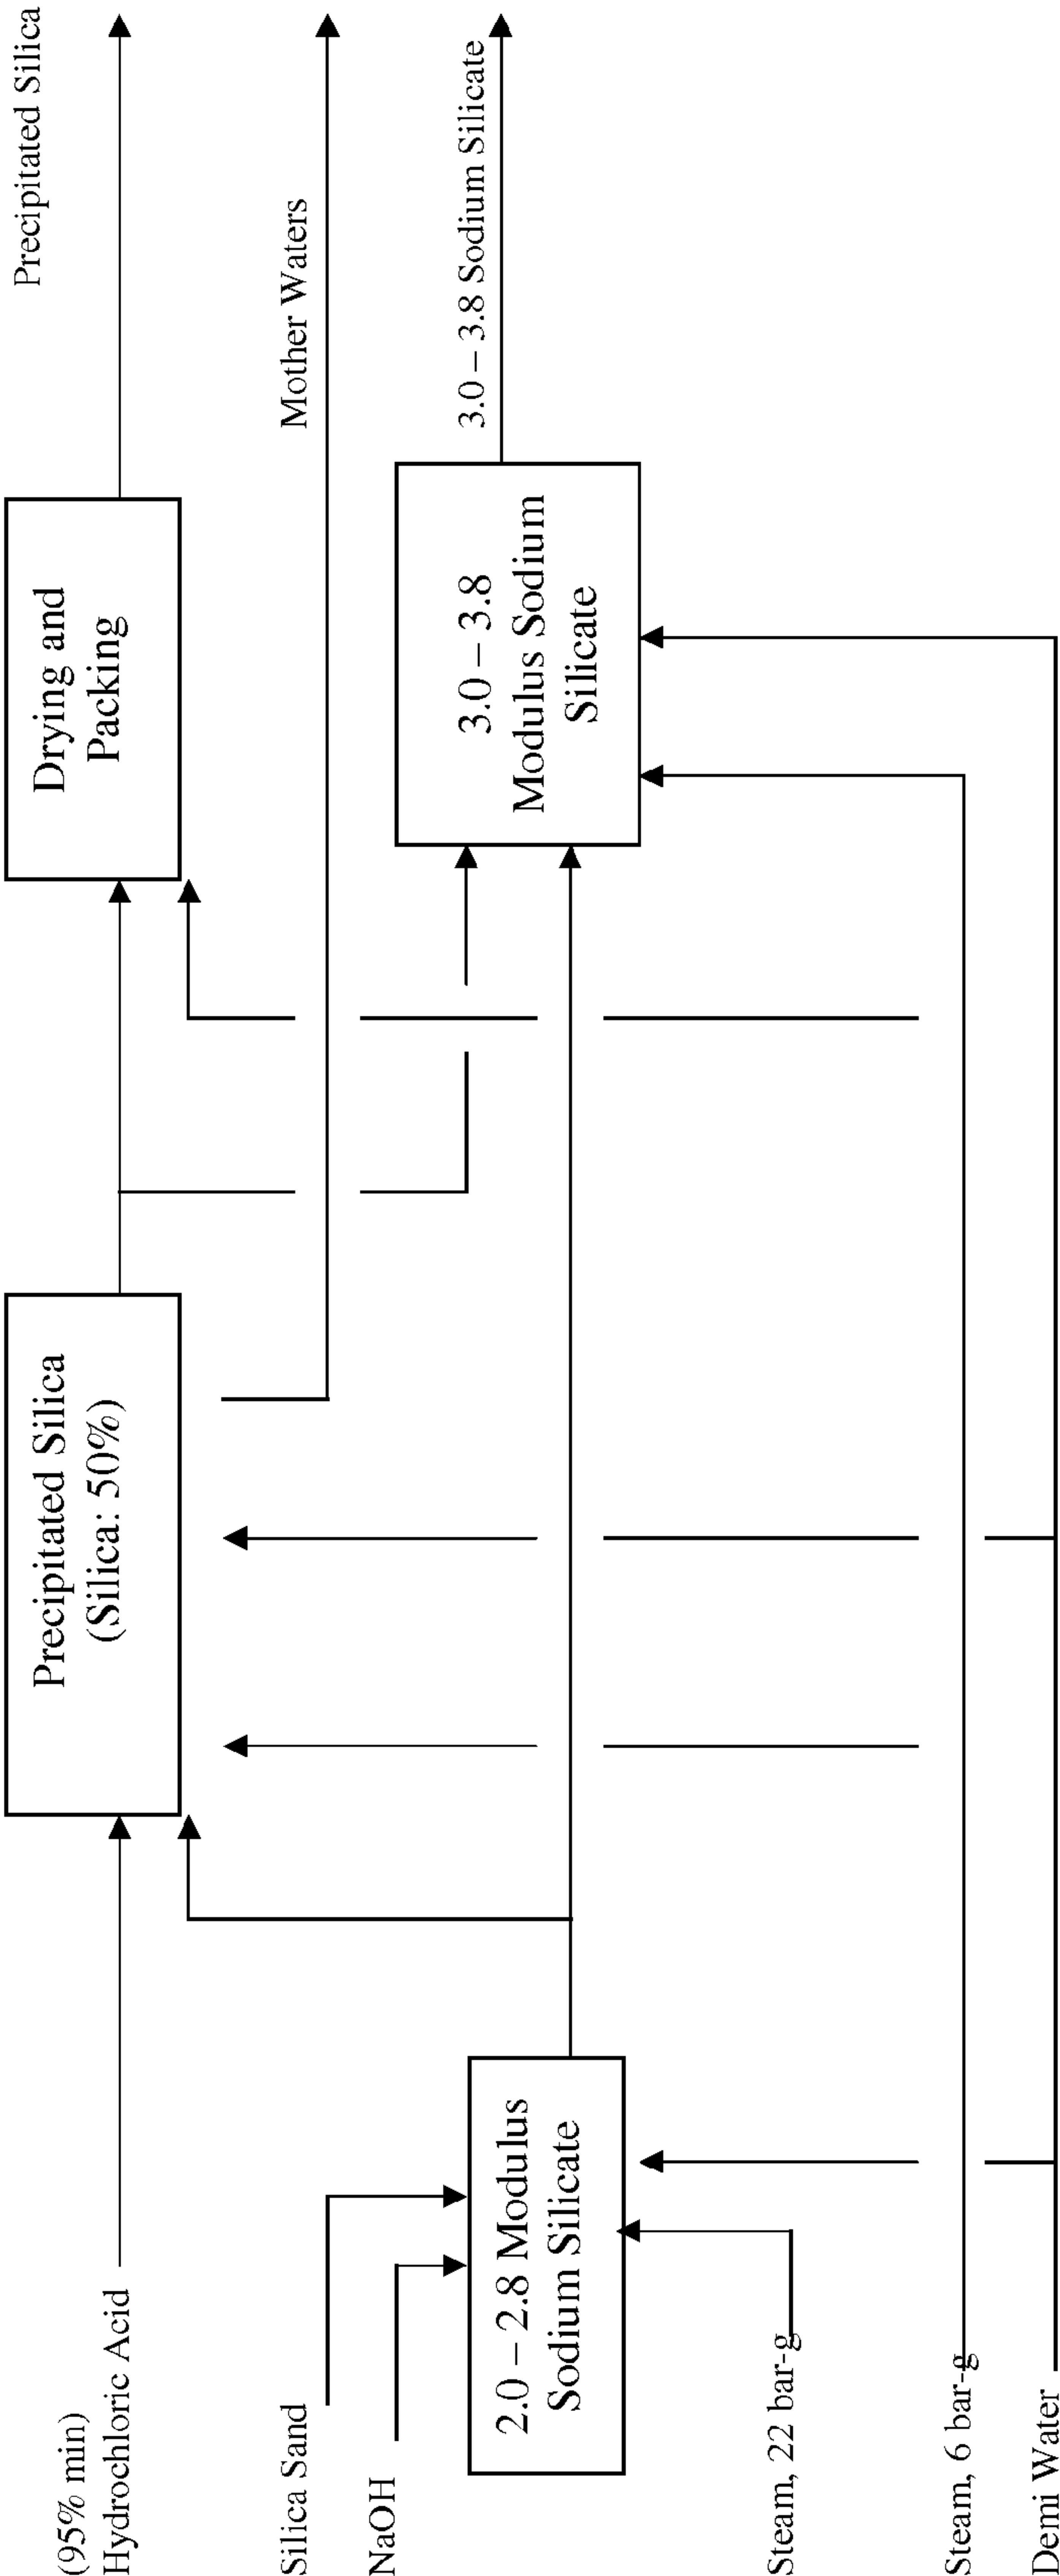 (95% min)
Hydrochloric Acid
Silica Sand
NaOH
2.0 – 2.8 Modulus
Sodium Silicate
Steam, 22 bar-g
Steam, 6 bar-g
Demi Water
Precipitated Silica
(Silica: 50%)
Drying and
Packing
3.0 – 3.8
Modulus Sodium
Silicate
Precipitated Silica
Mother Waters
3.0 – 3.8 Sodium Silicate